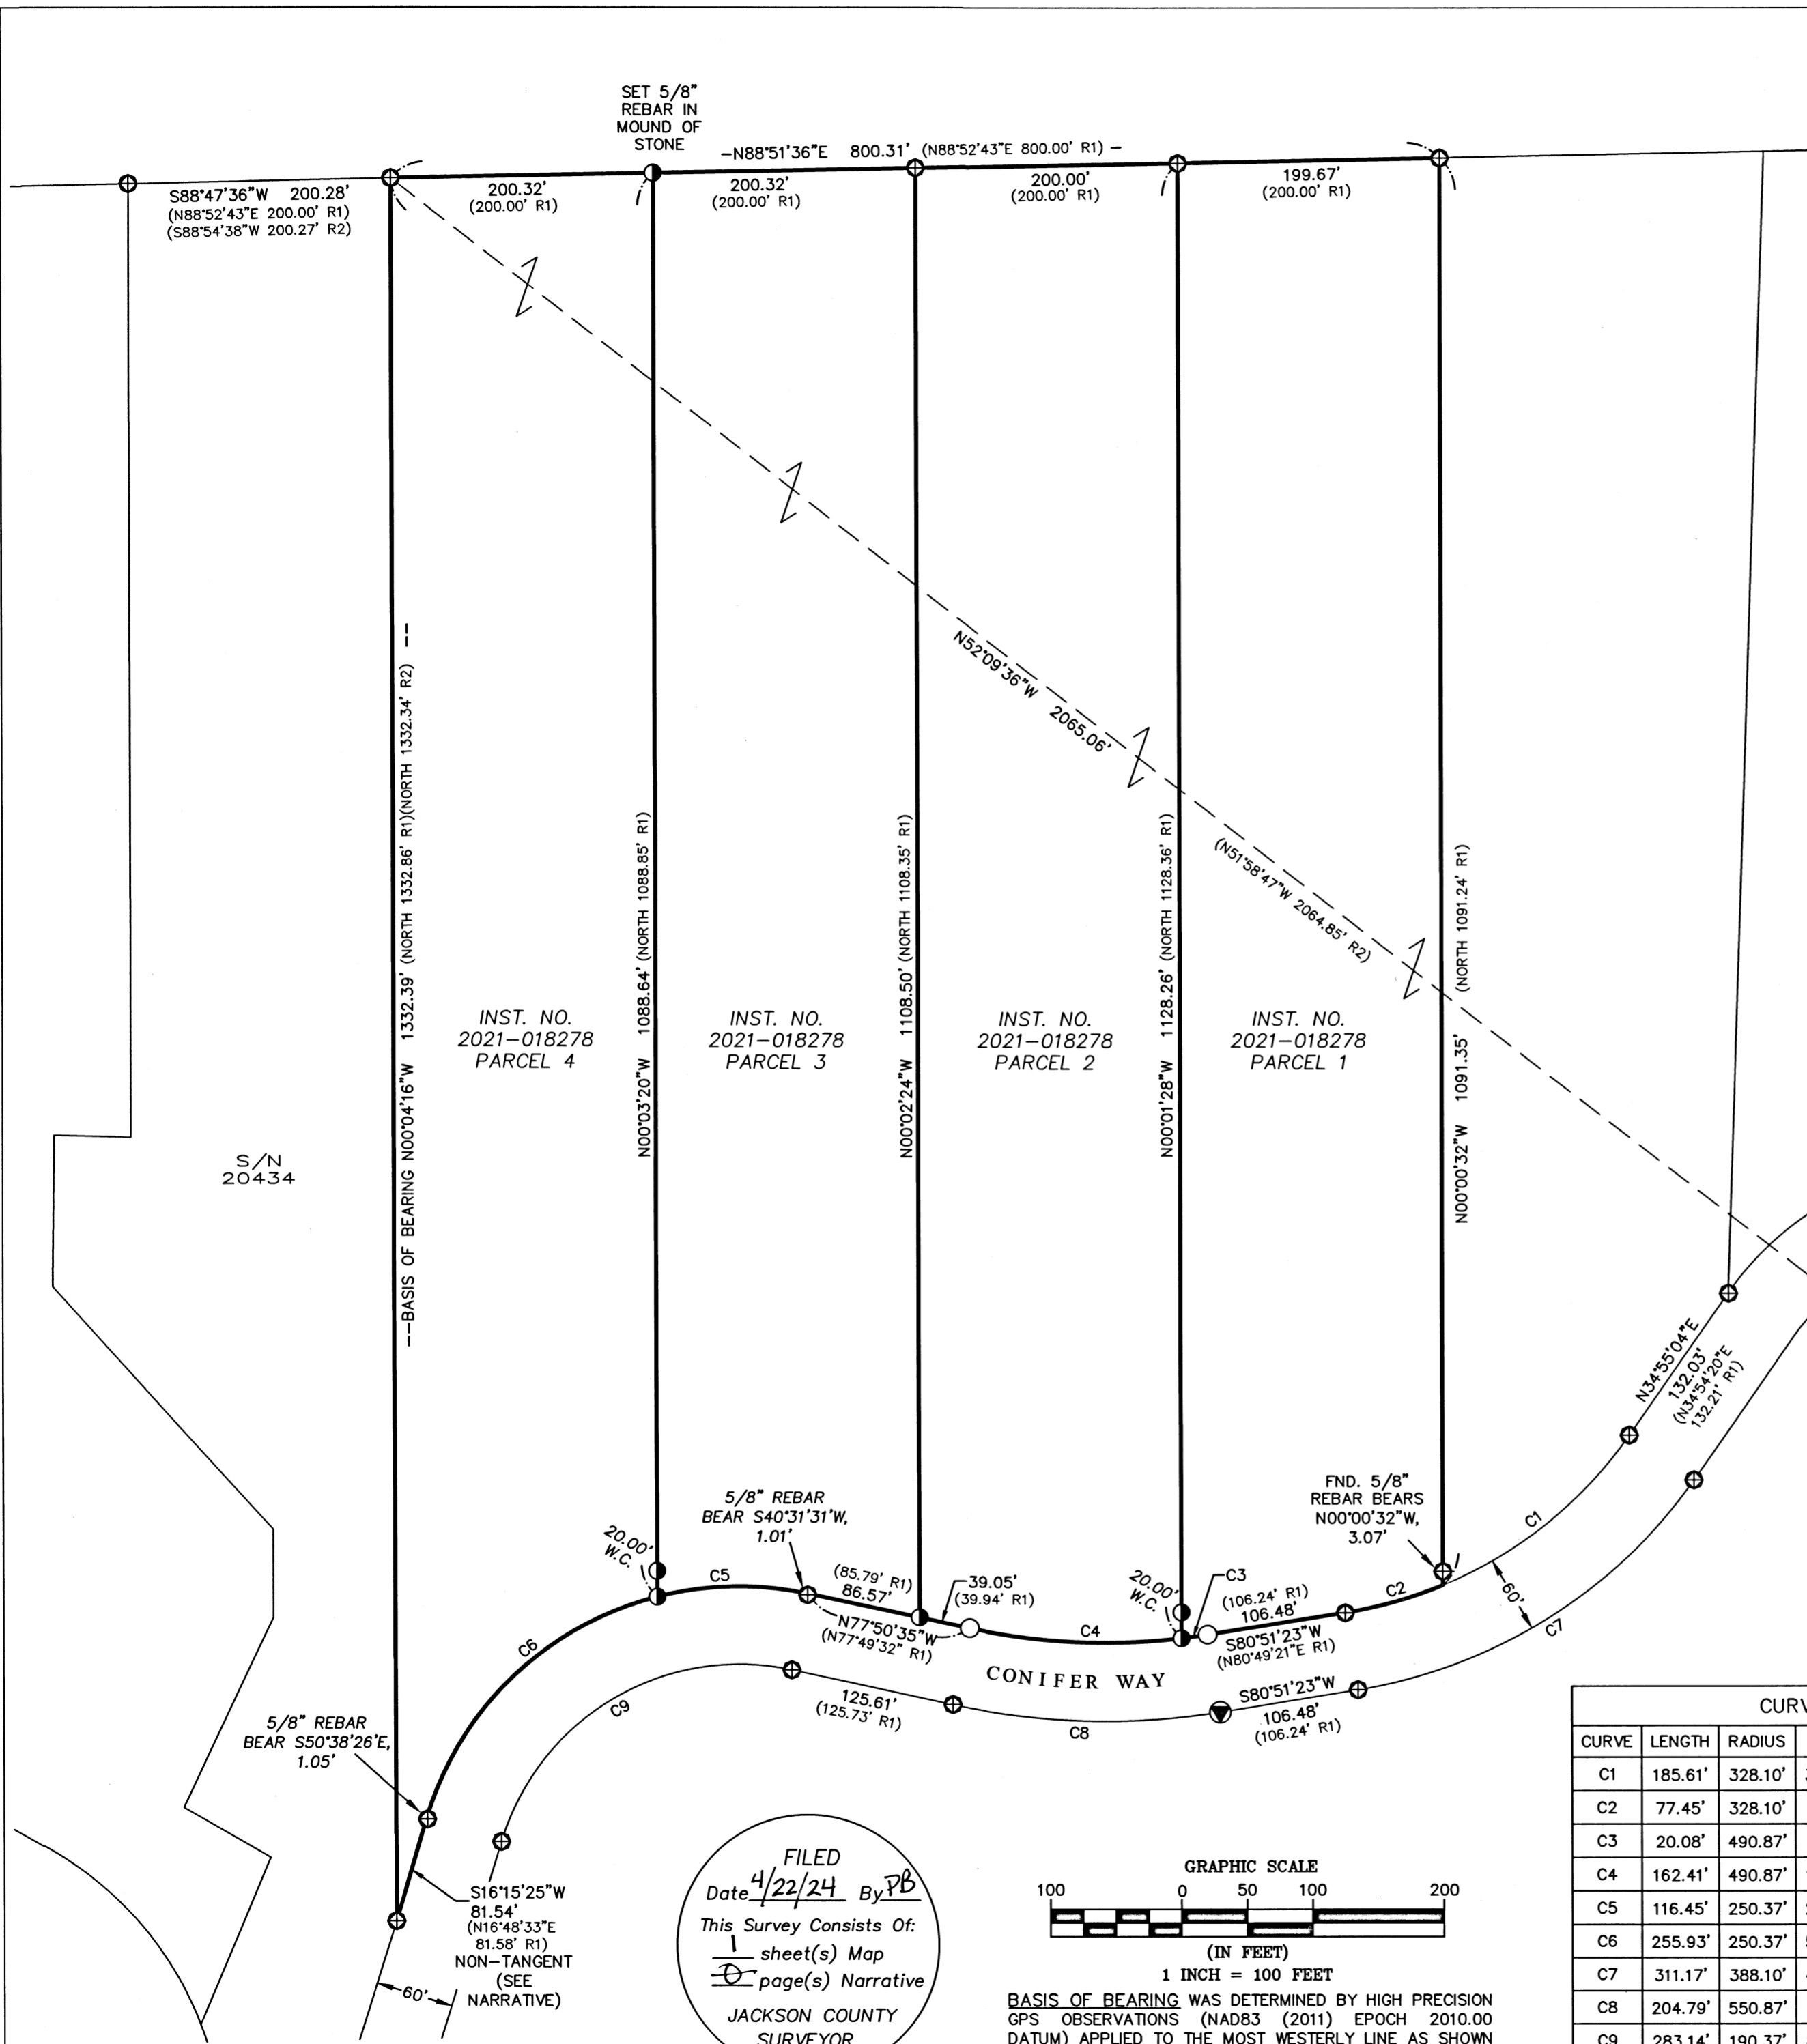 SET 5/8"
REBAR IN
MOUND OF
STONE
-N88°51'36"E 800.31' (N88°52'43"E 800.00' R1) -
S88°47'36"W 200.28'
(N88°52'43"E 200.00' R1)
(S88°54'38"W 200.27' R2)
200.32'
(200.00' R1)
200.32'
(200.00' R1)
200.00'
(200.00' R1)
199.67'
(200.00' R1)
N52°09'36"W 2065.06'
(N51°58'47"W 2064.85' R2)
--BASIS OF BEARING N00°04'16"W 1332.39' (NORTH 1332.86' R1)(NORTH 1332.34' R2) --
N00°03'20"W 1088.64' (NORTH 1088.85' R1)
N00°02'24"W 1108.50' (NORTH 1108.35' R1)
N00°01'28"W 1128.26' (NORTH 1128.36' R1)
N00°00'32"W 1091.35' (NORTH 1091.24' R1)
INST. NO.
2021-018278
PARCEL 4
INST. NO.
2021-018278
PARCEL 3
INST. NO.
2021-018278
PARCEL 2
INST. NO.
2021-018278
PARCEL 1
S/N
20434
N34°55'04"E
132.03'
(N34°54'20"E
132.21' R1)
FND. 5/8"
REBAR BEARS
N00°00'32"W,
3.07'
C1
60'
C7
5/8" REBAR
BEAR S40°31'31'W,
1.01'
20.00'
W.C.
C5
(85.79' R1)
86.57'
39.05'
(39.94' R1)
N77°50'35"W
(N77°49'32" R1)
C4
20.00'
W.C.
C3
(106.24' R1)
106.48'
S80°51'23"W
(N80°49'21"E R1)
C2
C6
CONIFER WAY
C9
125.61'
(125.73' R1)
C8
S80°51'23"W
106.48'
(106.24' R1)
5/8" REBAR
BEAR S50°38'26'E,
1.05'
S16°15'25"W
81.54'
(N16°48'33"E
81.58' R1)
NON-TANGENT
(SEE
NARRATIVE)
60'
FILED
Date 4/22/24 By PB
This Survey Consists Of:
1 sheet(s) Map
0 page(s) Narrative
JACKSON COUNTY
SURVEYOR
GRAPHIC SCALE
100 0 50 100 200
(IN FEET)
1 INCH = 100 FEET
BASIS OF BEARING WAS DETERMINED BY HIGH PRECISION
GPS OBSERVATIONS (NAD83 (2011) EPOCH 2010.00
DATUM) APPLIED TO THE MOST WESTERLY LINE AS SHOWN
CURVE LENGTH RADIUS
C1 185.61' 328.10'
C2 77.45' 328.10'
C3 20.08' 490.87'
C4 162.41' 490.87'
C5 116.45' 250.37'
C6 255.93' 250.37'
C7 311.17' 388.10'
C8 204.79' 550.87'
C9 283.14' 190.37'